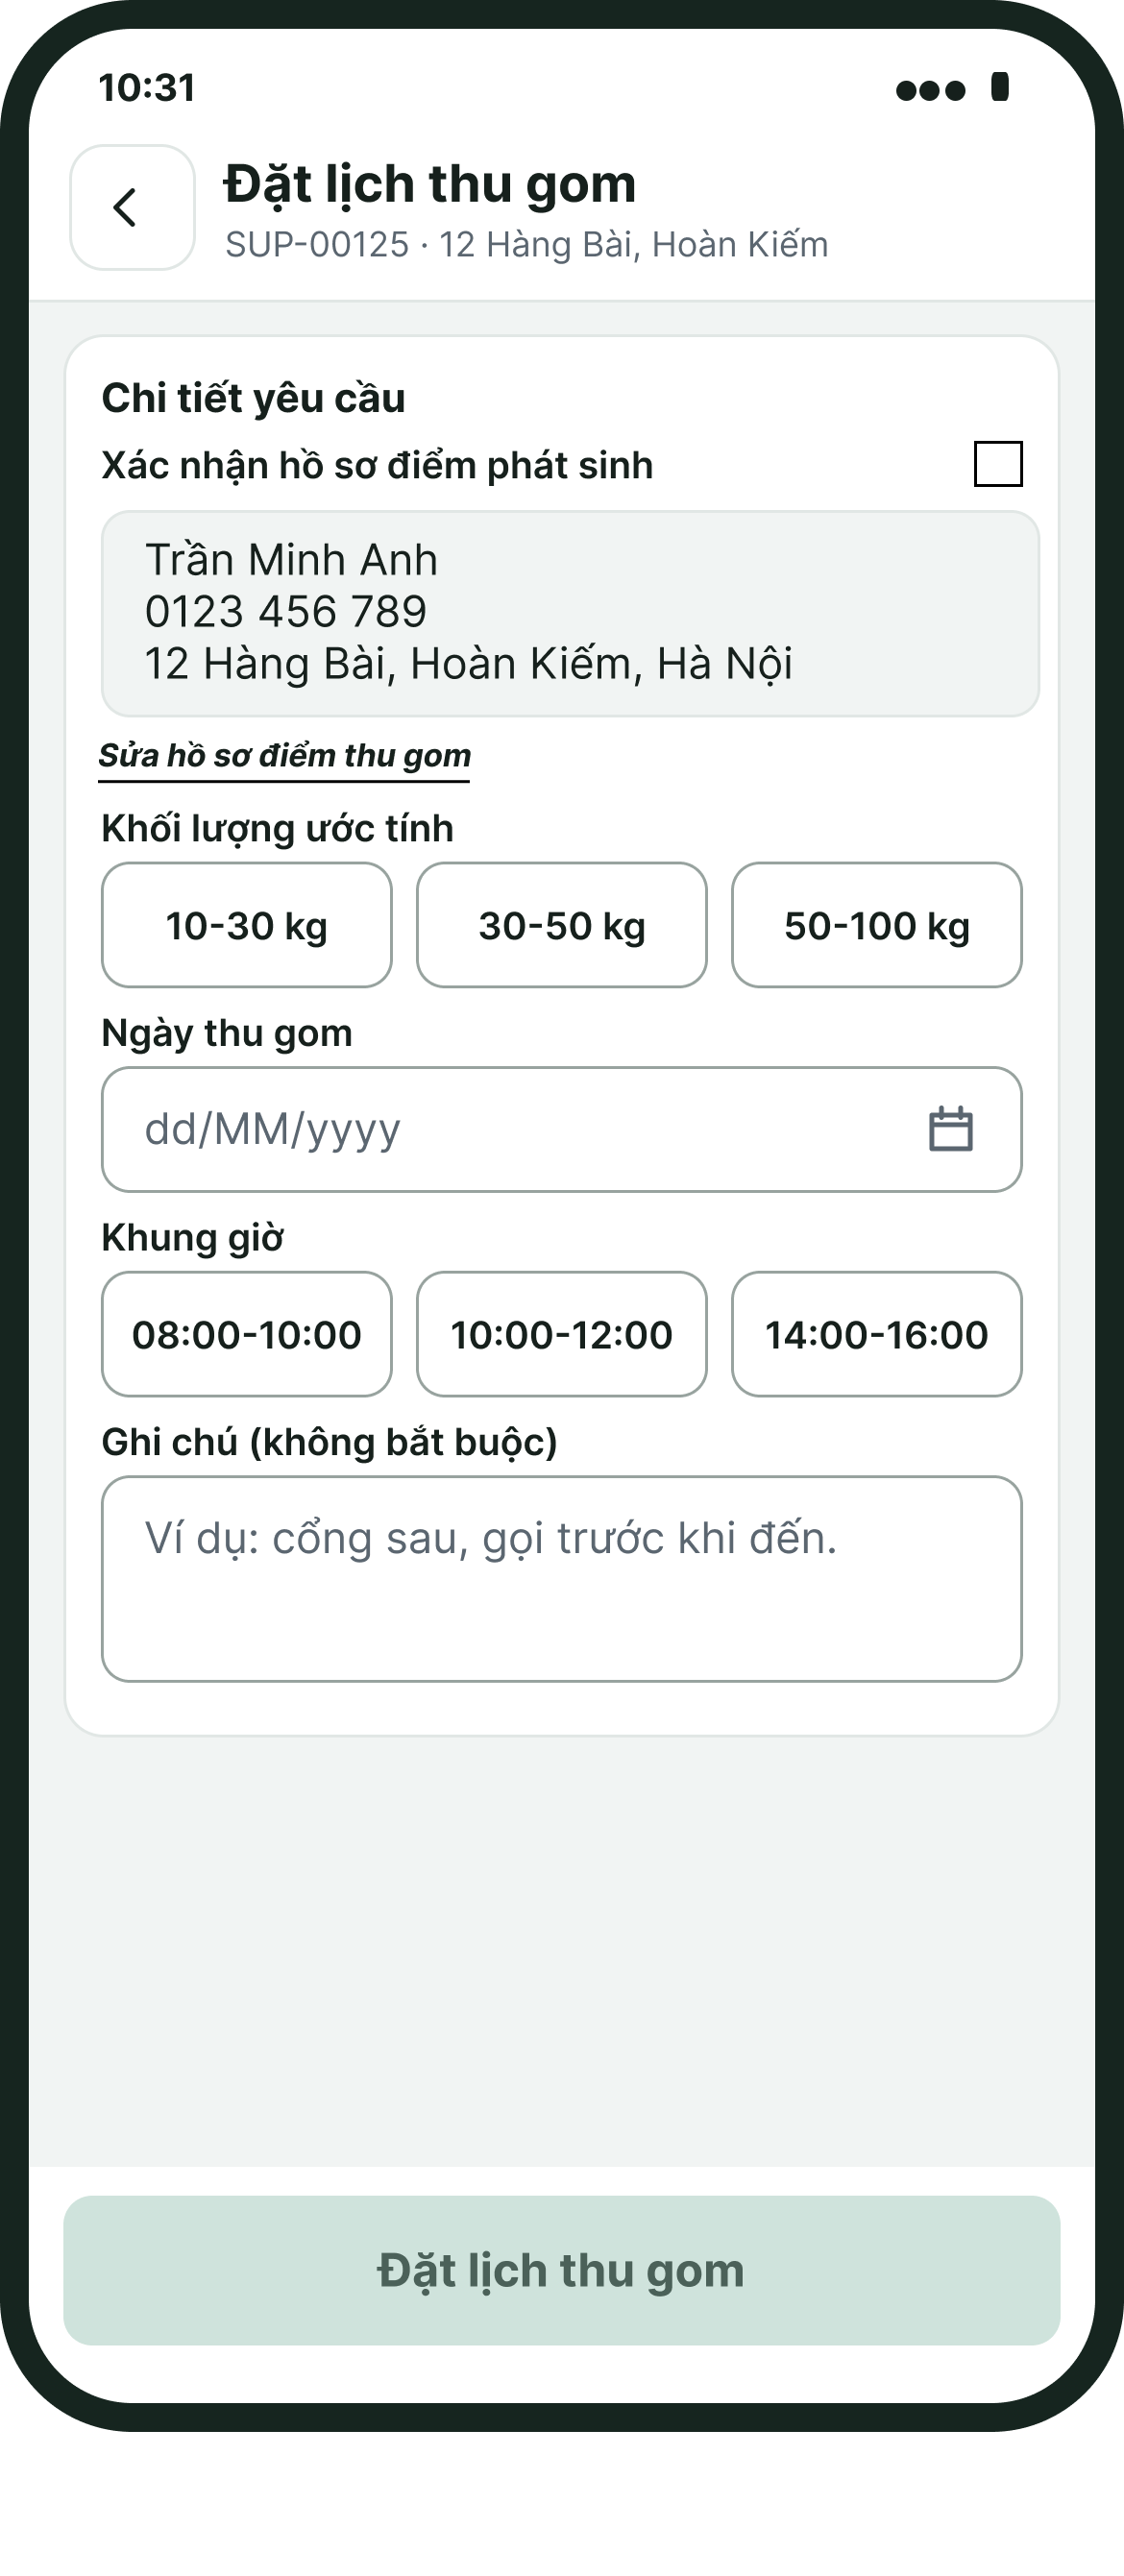 10:31
Đặt lịch thu gom
SUP-00125 · 12 Hàng Bài, Hoàn Kiếm
Chi tiết yêu cầu
Xác nhận hồ sơ điểm phát sinh
Trần Minh Anh
0123 456 789
12 Hàng Bài, Hoàn Kiếm, Hà Nội
Sửa hồ sơ điểm thu gom
Khối lượng ước tính
10-30 kg
30-50 kg
50-100 kg
Ngày thu gom
dd/MM/yyyy
Khung giờ
08:00-10:00
10:00-12:00
14:00-16:00
Ghi chú (không bắt buộc)
Ví dụ: cổng sau, gọi trước khi đến.
Đặt lịch thu gom